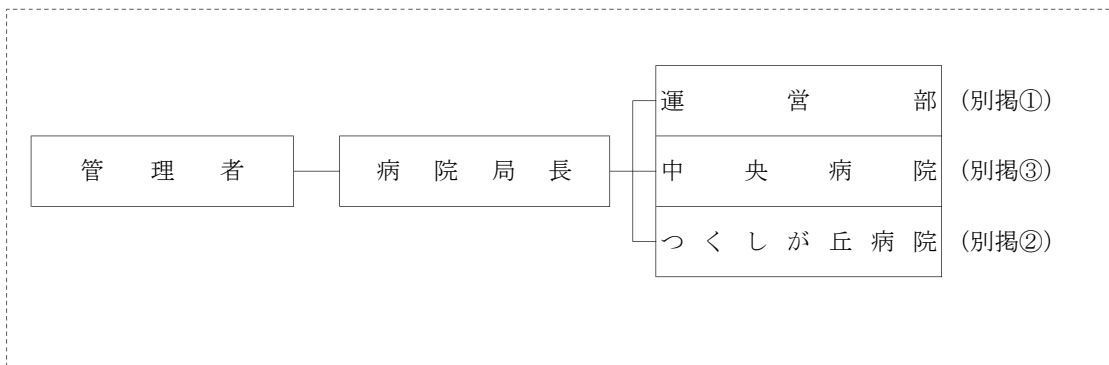 運営部 (別掲①)
管理者 病院局長 中央病院 (別掲③)
つくしが丘病院 (別掲②)